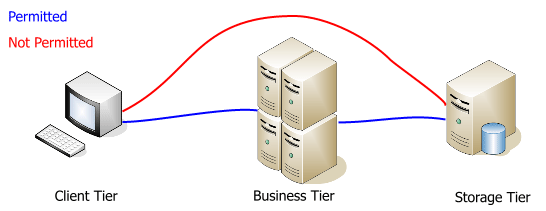 Permitted
Not Permitted
Client Tier
Business Tier
Storage Tier